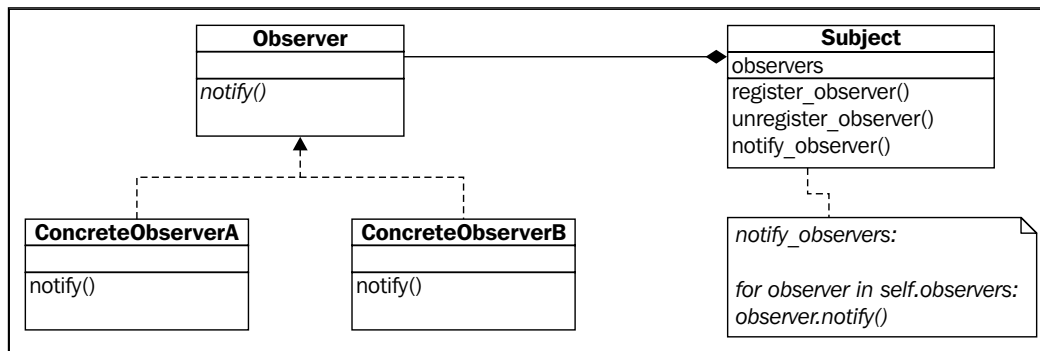 Observer
notify()
Subject
observers
register_observer()
unregister_observer()
notify_observer()
ConcreteObserverA
notify()
ConcreteObserverB
notify()
notify_observers:
for observer in self.observers:
observer.notify()